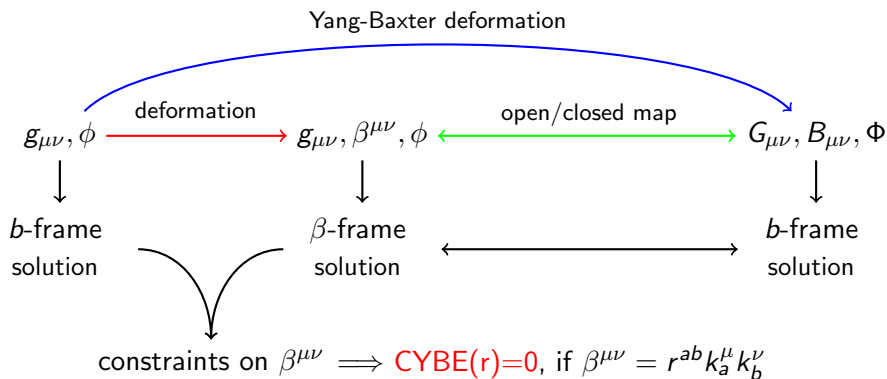 Yang-Baxter deformation
deformation
open/closed map
g_{μν}, ϕ
g_{μν}, β^{μν}, ϕ
G_{μν}, B_{μν}, Φ
b-frame
solution
β-frame
solution
b-frame
solution
constraints on β^{μν} ⟹ CYBE(r)=0, if β^{μν} = r^{ab}k_a^μ k_b^ν